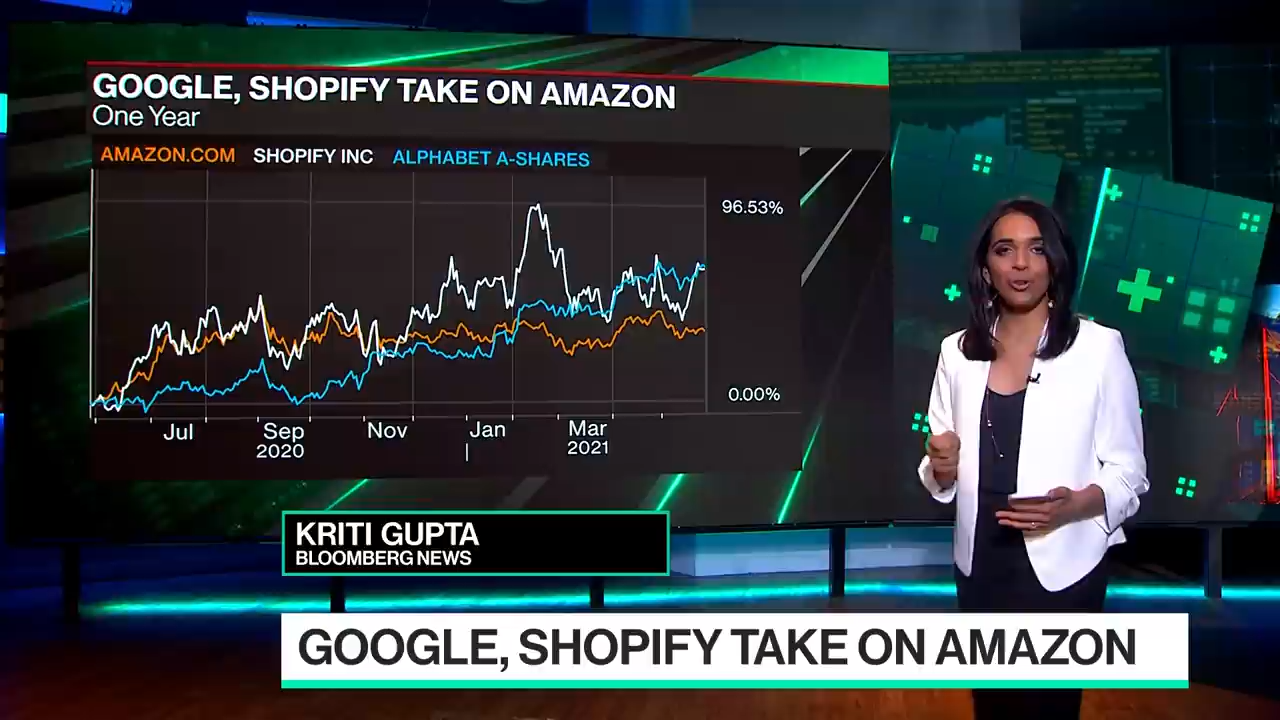 GOOGLE, SHOPIFY TAKE ON AMAZON
One Year
AMAZON.COM SHOPIFY INC ALPHABET A-SHARES
96.53%
0.00%
Jul Sep Nov Jan Mar
2020 2021
KRITI GUPTA
BLOOMBERG NEWS
GOOGLE, SHOPIFY TAKE ON AMAZON